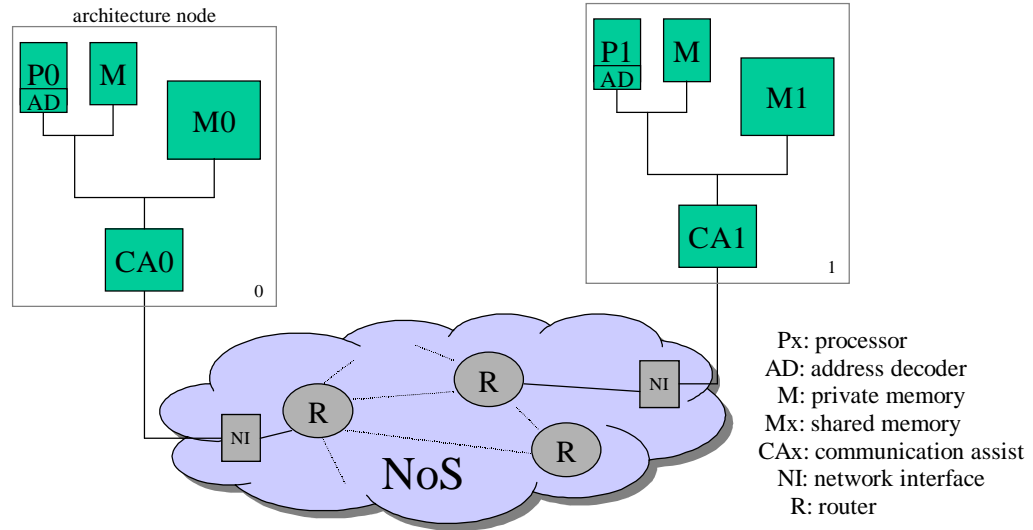 architecture node
P0
AD
M
M0
CA0
0
P1
AD
M
M1
CA1
1
R
R
R
NI
NI
NoS
Px: processor
AD: address decoder
M: private memory
Mx: shared memory
CAx: communication assist
NI: network interface
R: router